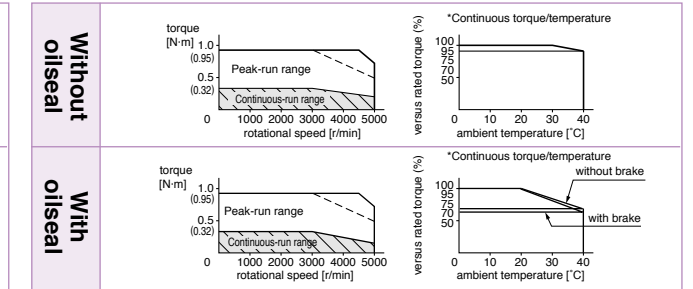 Without
oilseal
torque
[N·m]
1.0
(0.95)
0.5
(0.32)
Peak-run range
Continuous-run range
0 1000 2000 3000 4000 5000
rotational speed [r/min]
*Continuous torque/temperature
versus rated torque (%)
100
95
75
70
50
0 10 20 30 40
ambient temperature [˚C]
With
oilseal
torque
[N·m]
1.0
(0.95)
0.5
(0.32)
Peak-run range
Continuous-run range
0 1000 2000 3000 4000 5000
rotational speed [r/min]
*Continuous torque/temperature
without brake
versus rated torque (%)
100
95
75
70
50
with brake
0 10 20 30 40
ambient temperature [˚C]